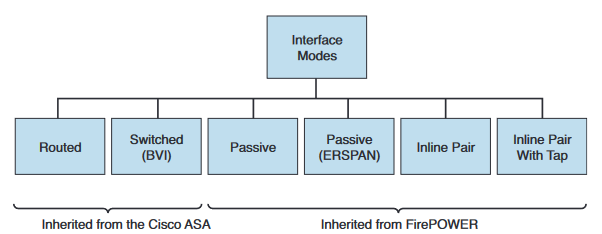 Interface
Modes
Routed
Switched
(BVI)
Passive
Passive
(ERSPAN)
Inline Pair
Inline Pair
With Tap
Inherited from the Cisco ASA
Inherited from FirePOWER